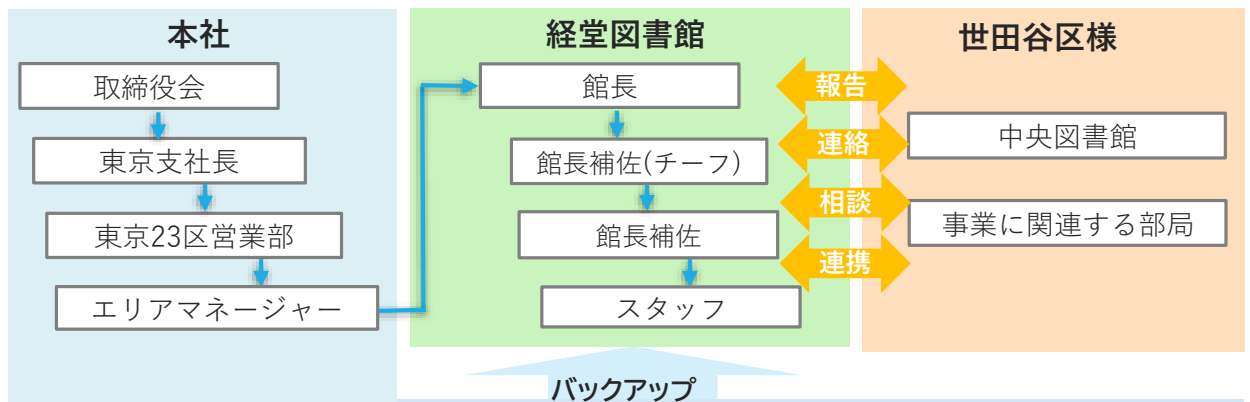 本社
取締役会
東京支社長
東京23区営業部
エリアマネージャー
経堂図書館
館長
館長補佐(チーフ)
館長補佐
スタッフ
報告
連絡
相談
連携
世田谷区様
中央図書館
事業に関連する部局
バックアップ